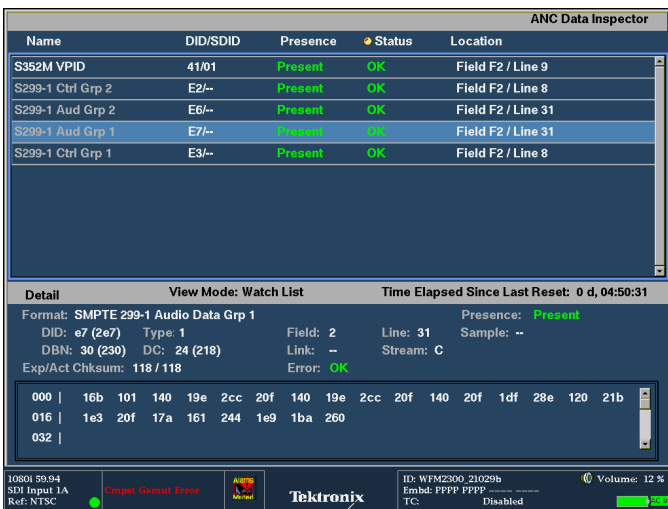 ANC Data Inspector
Name DID/SDID Presence Status Location
S352M VPID 41/01 Present OK Field F2 / Line 9
S299-1 Ctrl Grp 2 E2/-- Present OK Field F2 / Line 8
S299-1 Aud Grp 2 E6/-- Present OK Field F2 / Line 31
S299-1 Aud Grp 1 E7/-- Present OK Field F2 / Line 31
S299-1 Ctrl Grp 1 E3/-- Present OK Field F2 / Line 8
Detail View Mode: Watch List Time Elapsed Since Last Reset: 0 d, 04:50:31
Format: SMPTE 299-1 Audio Data Grp 1 Presence: Present
DID: e7 (2e7) Type: 1 Field: 2 Line: 31 Sample: --
DBN: 30 (230) DC: 24 (218) Link: -- Stream: C
Exp/Act Chksum: 118 / 118 Error: OK
000 | 16b 101 140 19e 2cc 20f 140 19e 2cc 20f 140 20f 1df 28e 120 21b
016 | 1e3 20f 17a 161 244 1e9 1ba 260
032 |
1080i 59.94
SDI Input 1A
Ref: NTSC
Cmpst Gamut Error
Alarms
Muted
Tektronix
ID: WFM2300_21029b
Embd: PPPP PPPP ---- ----
TC: Disabled
Volume: 12 %
AC In